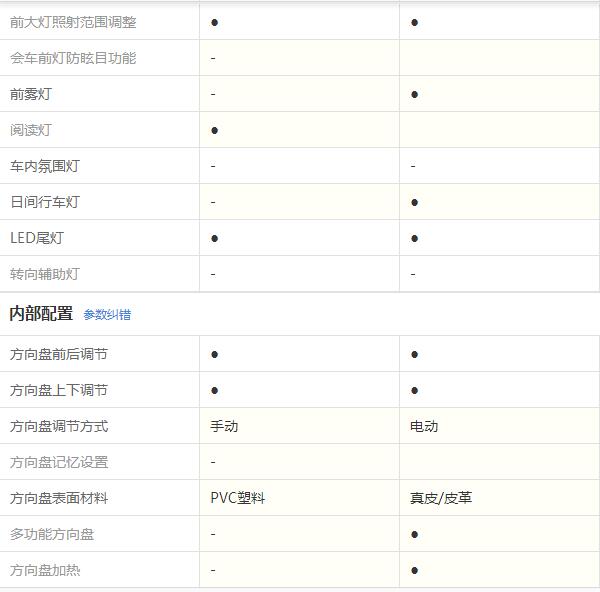 前大灯照射范围调整 ● ●
会车前灯防眩目功能 -
前雾灯 - ●
阅读灯 ●
车内氛围灯 - -
日间行车灯 - ●
LED尾灯 ● ●
转向辅助灯 - -
内部配置 参数纠错
方向盘前后调节 ● ●
方向盘上下调节 ● ●
方向盘调节方式 手动 电动
方向盘记忆设置 -
方向盘表面材料 PVC塑料 真皮/皮革
多功能方向盘 - ●
方向盘加热 - ●